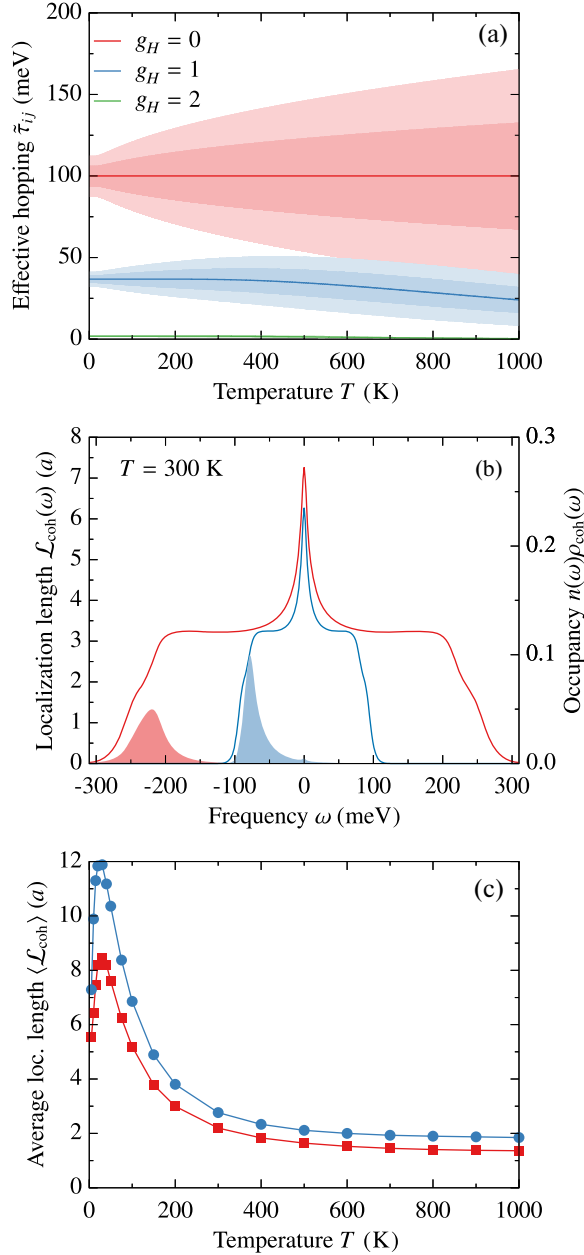 (a)
g_H = 0
g_H = 1
g_H = 2
Effective hopping τ̃_ij (meV)
200
150
100
50
0
0 200 400 600 800 1000
Temperature T (K)
(b)
T = 300 K
Localization length 𝓛_coh(ω) (a)
8
7
6
5
4
3
2
1
0
Occupancy n(ω)ρ_coh(ω)
0.3
0.2
0.1
0.0
-300 -200 -100 0 100 200 300
Frequency ω (meV)
(c)
Average loc. length ⟨𝓛_coh⟩ (a)
12
10
8
6
4
2
0
0 200 400 600 800 1000
Temperature T (K)